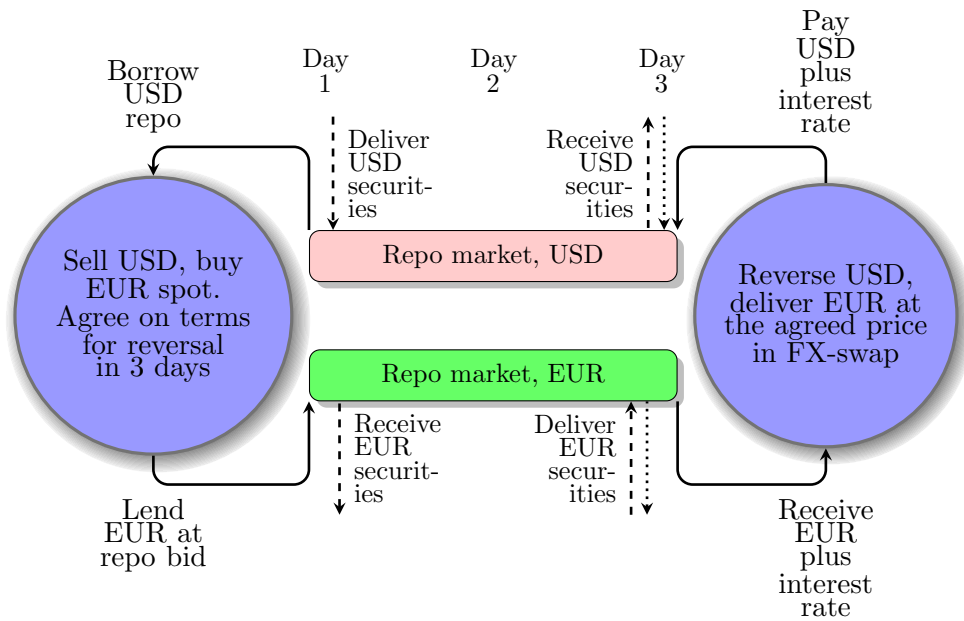 Borrow
USD
repo
Day
1
Day
2
Day
3
Pay
USD
plus
interest
rate
Deliver
USD
securit-
ies
Receive
USD
secur-
ities
Sell USD, buy
EUR spot.
Agree on terms
for reversal
in 3 days
Repo market, USD
Reverse USD,
deliver EUR at
the agreed price
in FX-swap
Repo market, EUR
Receive
EUR
securit-
ies
Deliver
EUR
secur-
ities
Lend
EUR at
repo bid
Receive
EUR
plus
interest
rate